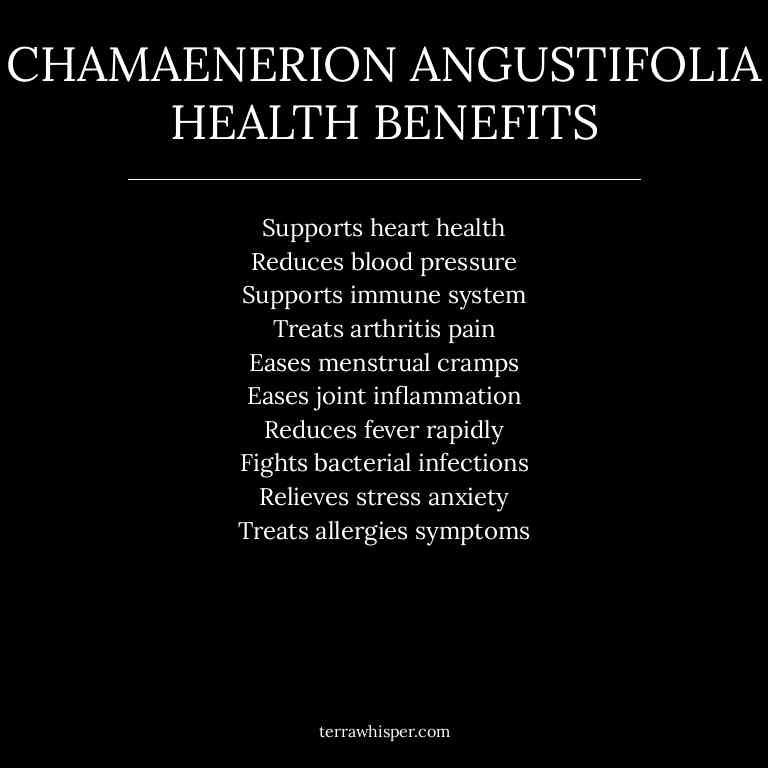 CHAMAENERION ANGUSTIFOLIA
HEALTH BENEFITS
Supports heart health
Reduces blood pressure
Supports immune system
Treats arthritis pain
Eases menstrual cramps
Eases joint inflammation
Reduces fever rapidly
Fights bacterial infections
Relieves stress anxiety
Treats allergies symptoms
terrawhisper.com